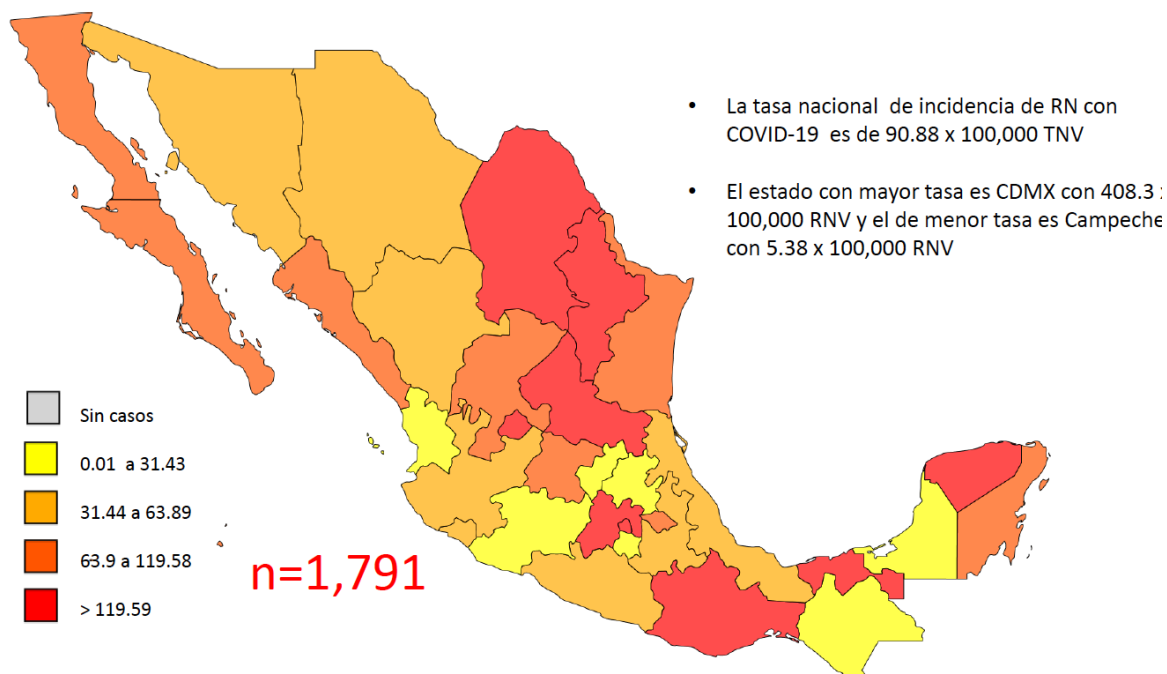 • La tasa nacional de incidencia de RN con
COVID-19 es de 90.88 x 100,000 TNV
• El estado con mayor tasa es CDMX con 408.3 x
100,000 RNV y el de menor tasa es Campeche
con 5.38 x 100,000 RNV
Sin casos
0.01 a 31.43
31.44 a 63.89
63.9 a 119.58
> 119.59
n=1,791